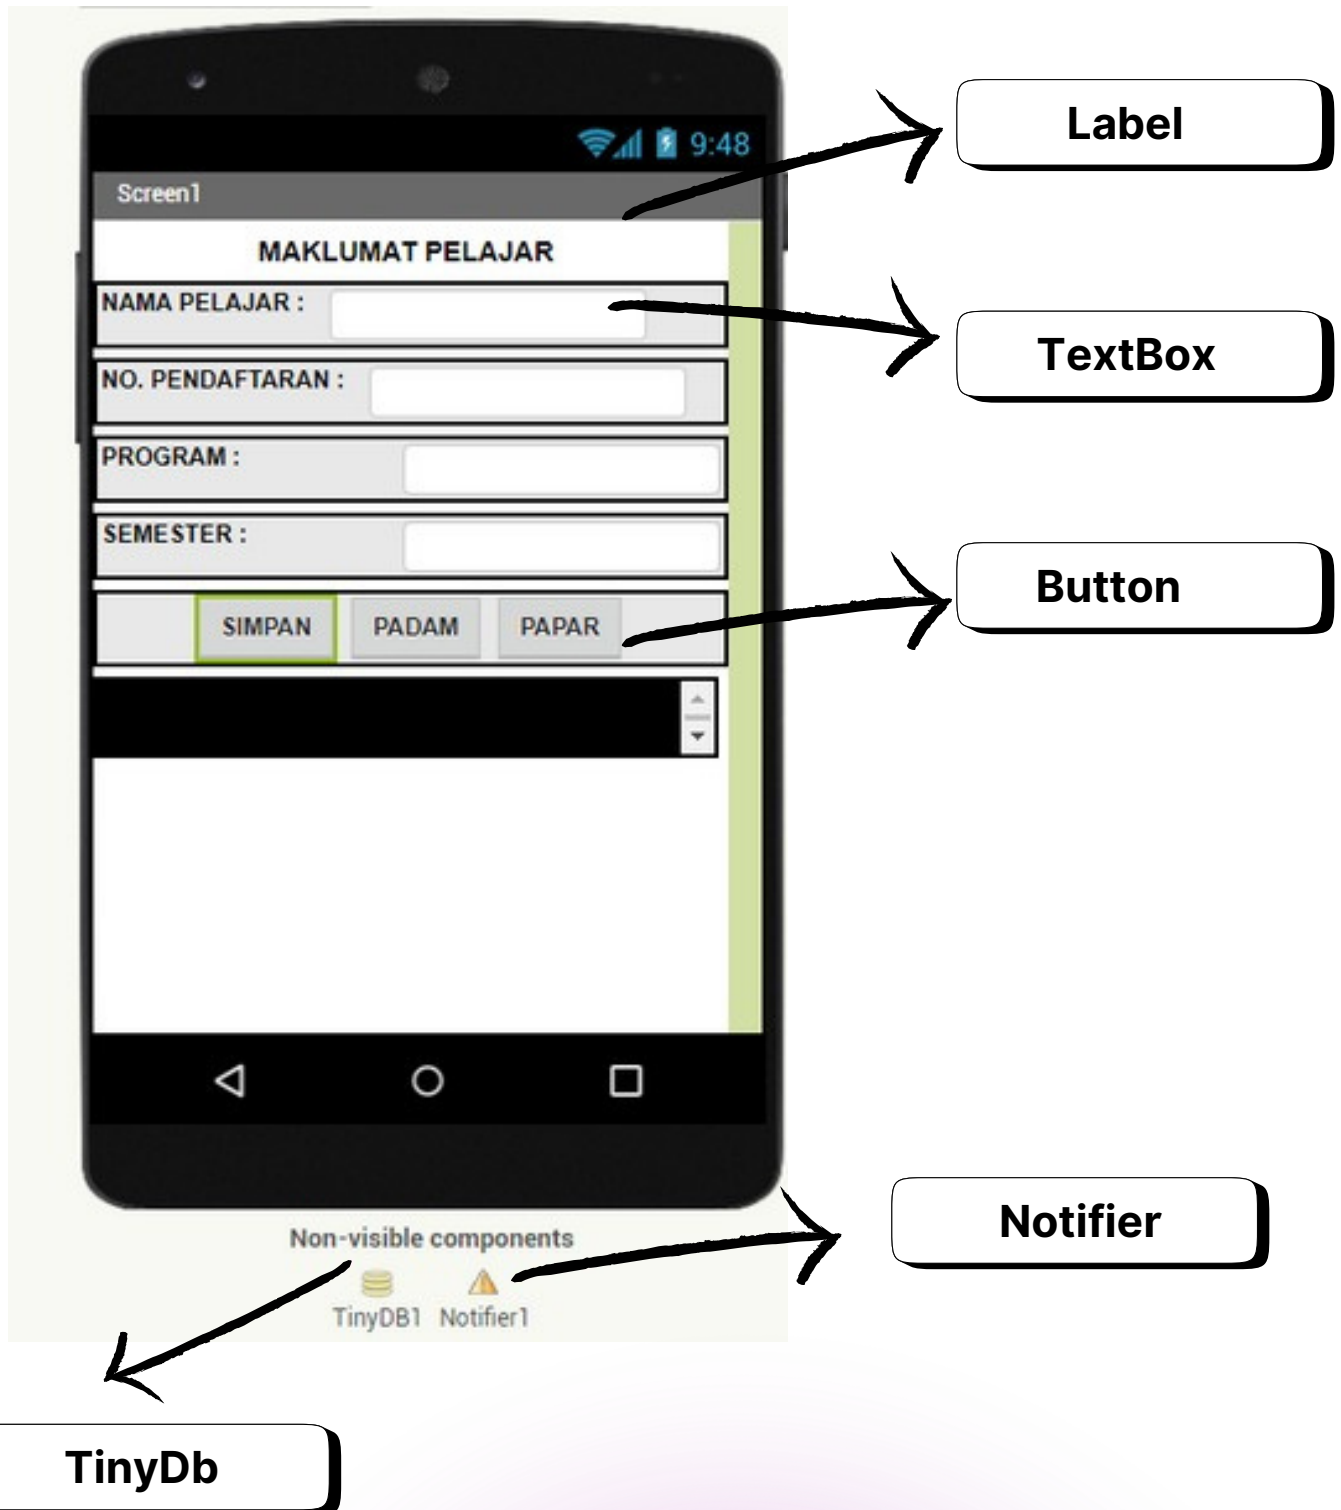 9:48
Label
Screen1
MAKLUMAT PELAJAR
NAMA PELAJAR :
TextBox
NO. PENDAFTARAN :
PROGRAM :
SEMESTER :
Button
SIMPAN PADAM PAPAR
Notifier
Non-visible components
TinyDB1 Notifier1
TinyDb